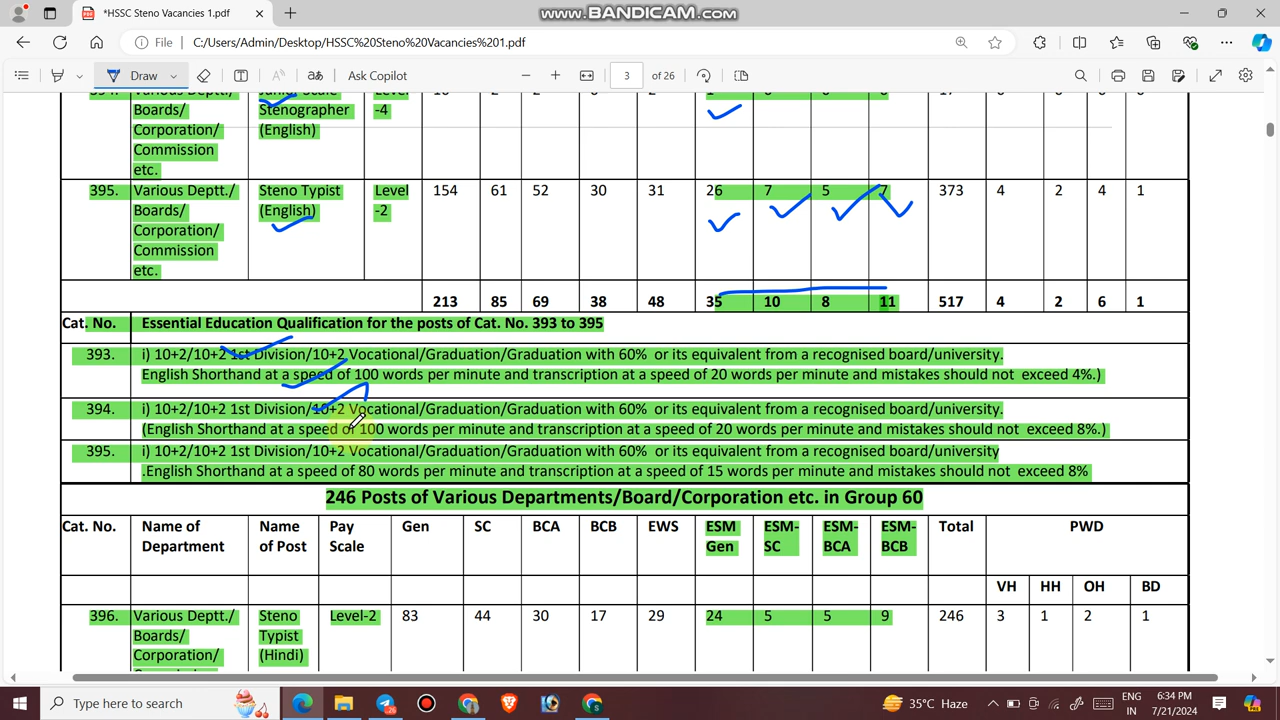 *HSSC Steno Vacancies 1.pdf
WWW.BANDICAM.COM
File C:/Users/Admin/Desktop/HSSC%20Steno%20Vacancies%201.pdf
Draw aあ Ask Copilot 3 of 26
Various Deptt./ Junior Scale Level
Boards/ Stenographer -4
Corporation/ (English)
Commission
etc.
395. Various Deptt./ Steno Typist Level 154 61 52 30 31 26 7 5 7 373 4 2 4 1
Boards/ (English) -2
Corporation/
Commission
etc.
213 85 69 38 48 35 10 8 11 517 4 2 6 1
Cat. No. Essential Education Qualification for the posts of Cat. No. 393 to 395
393. i) 10+2/10+2 1st Division/10+2 Vocational/Graduation/Graduation with 60% or its equivalent from a recognised board/university.
English Shorthand at a speed of 100 words per minute and transcription at a speed of 20 words per minute and mistakes should not exceed 4%.)
394. i) 10+2/10+2 1st Division/10+2 Vocational/Graduation/Graduation with 60% or its equivalent from a recognised board/university.
(English Shorthand at a speed of 100 words per minute and transcription at a speed of 20 words per minute and mistakes should not exceed 8%.)
395. i) 10+2/10+2 1st Division/10+2 Vocational/Graduation/Graduation with 60% or its equivalent from a recognised board/university
.English Shorthand at a speed of 80 words per minute and transcription at a speed of 15 words per minute and mistakes should not exceed 8%
246 Posts of Various Departments/Board/Corporation etc. in Group 60
Cat. No. Name of Name Pay Gen SC BCA BCB EWS ESM ESM- ESM- ESM- Total PWD
Department of Post Scale Gen SC BCA BCB
VH HH OH BD
396. Various Deptt./ Steno Level-2 83 44 30 17 29 24 5 5 9 246 3 1 2 1
Boards/ Typist
Corporation/ (Hindi)
Type here to search 35°C Haze ENG 6:34 PM
IN 7/21/2024